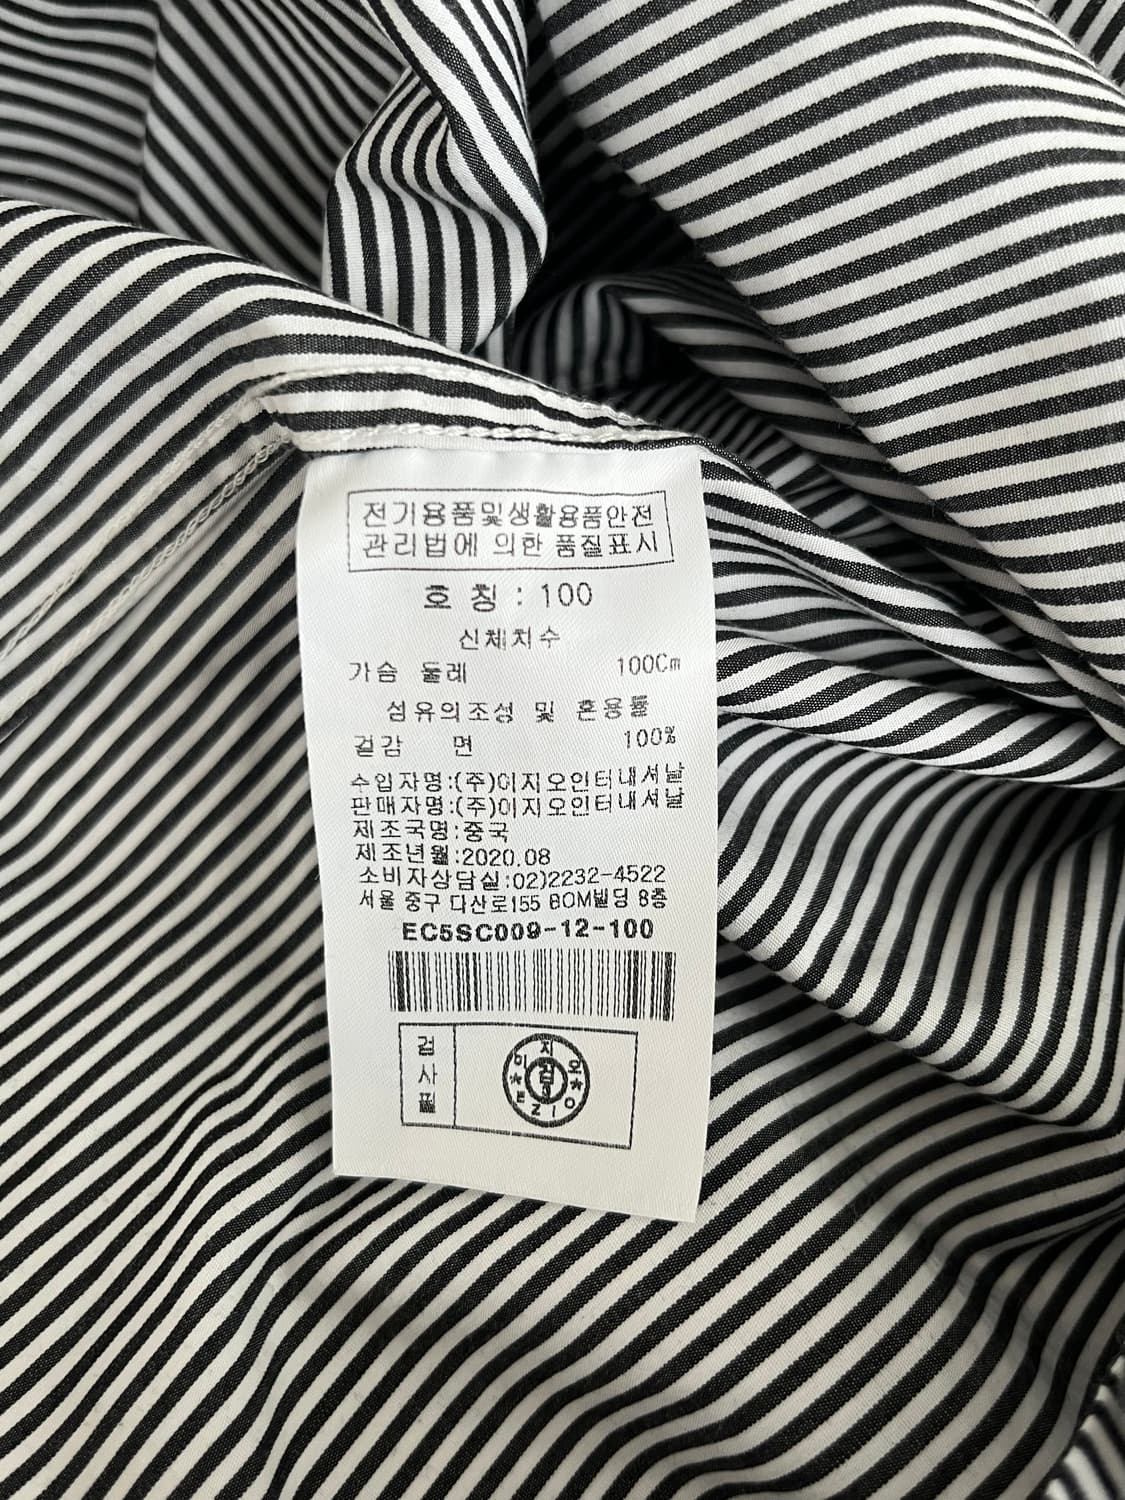 전기용품및생활용품안전
관리법에 의한 품질표시
호 칭 : 100
신체치수
가슴 둘레 100Cm
섬유의조성 및 혼용률
겉감 면 100%
수입자명:(주)이지오인터내셔날
판매자명:(주)이지오인터내셔날
제조국명:중국
제조년월:2020.08
소비자상담실:02)2232-4522
서울 중구 다산로155 BOM빌딩 8층
EC5SC009-12-100
검사필
이지오
EZIO